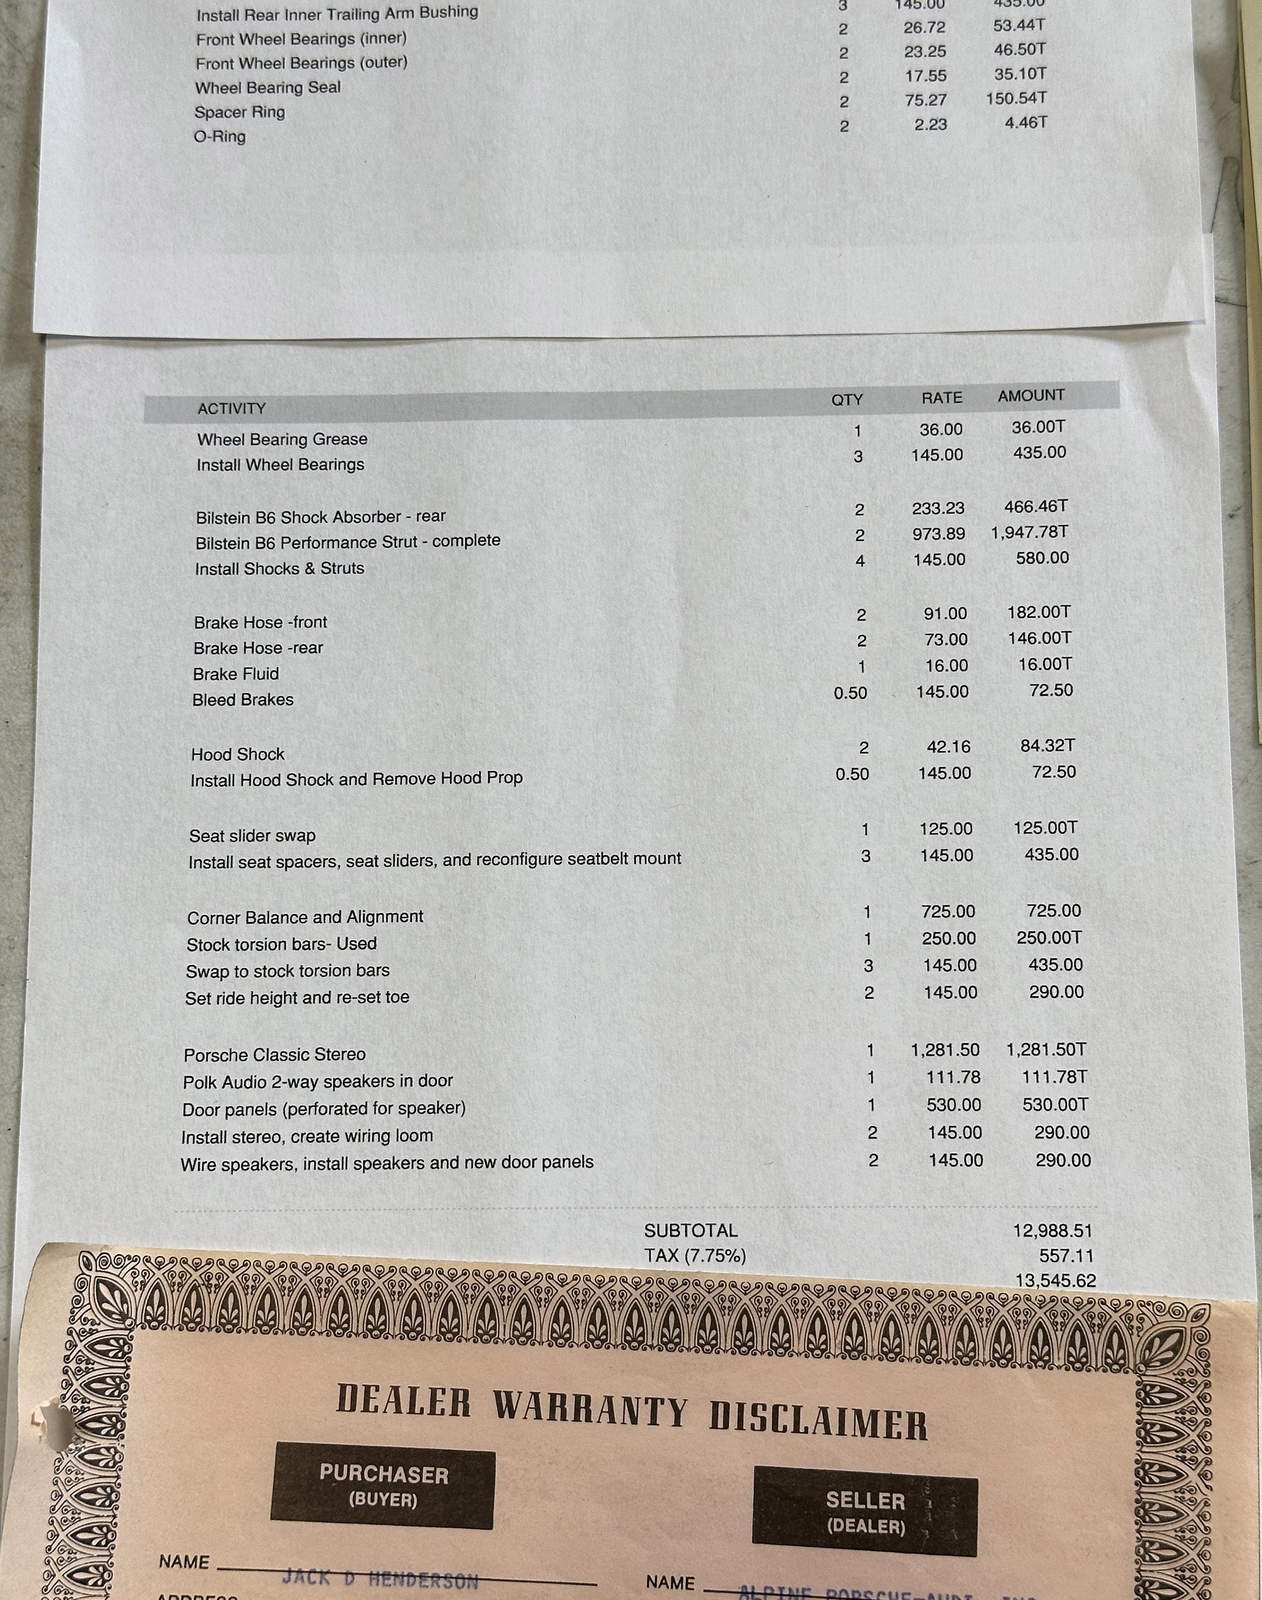 Install Rear Inner Trailing Arm Bushing 3 145.00 435.00
Front Wheel Bearings (inner) 2 26.72 53.44T
Front Wheel Bearings (outer) 2 23.25 46.50T
Wheel Bearing Seal 2 17.55 35.10T
Spacer Ring 2 75.27 150.54T
O-Ring 2 2.23 4.46T
ACTIVITY QTY RATE AMOUNT
Wheel Bearing Grease 1 36.00 36.00T
Install Wheel Bearings 3 145.00 435.00
Bilstein B6 Shock Absorber - rear 2 233.23 466.46T
Bilstein B6 Performance Strut - complete 2 973.89 1,947.78T
Install Shocks & Struts 4 145.00 580.00
Brake Hose -front 2 91.00 182.00T
Brake Hose -rear 2 73.00 146.00T
Brake Fluid 1 16.00 16.00T
Bleed Brakes 0.50 145.00 72.50
Hood Shock 2 42.16 84.32T
Install Hood Shock and Remove Hood Prop 0.50 145.00 72.50
Seat slider swap 1 125.00 125.00T
Install seat spacers, seat sliders, and reconfigure seatbelt mount 3 145.00 435.00
Corner Balance and Alignment 1 725.00 725.00
Stock torsion bars- Used 1 250.00 250.00T
Swap to stock torsion bars 3 145.00 435.00
Set ride height and re-set toe 2 145.00 290.00
Porsche Classic Stereo 1 1,281.50 1,281.50T
Polk Audio 2-way speakers in door 1 111.78 111.78T
Door panels (perforated for speaker) 1 530.00 530.00T
Install stereo, create wiring loom 2 145.00 290.00
Wire speakers, install speakers and new door panels 2 145.00 290.00
SUBTOTAL 12,988.51
TAX (7.75%) 557.11
13,545.62
DEALER WARRANTY DISCLAIMER
PURCHASER
(BUYER)
SELLER
(DEALER)
NAME JACK D HENDERSON
NAME ALPINE PORSCHE-AUDI, INC
ADDRESS